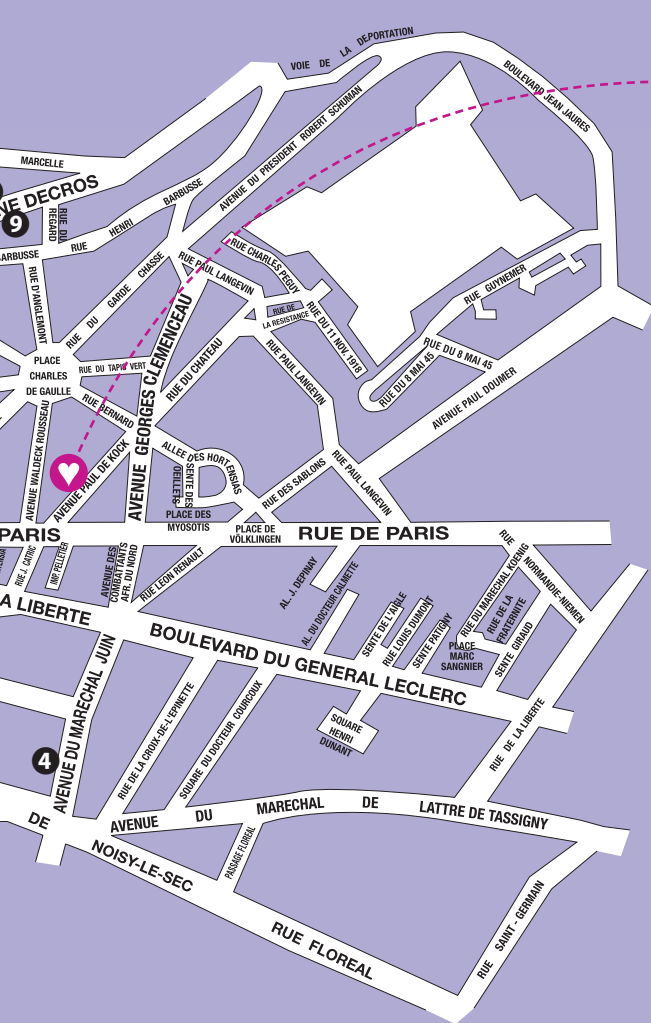 VOIE DE LA DEPORTATION
BOULEVARD JEAN JAURES
AVENUE DU PRESIDENT ROBERT SCHUMAN
MARCELLE
NE DECROS
9
RUE DU
REGARD
BARBUSSE
RUE HENRI BARBUSSE
RUE D'ANGLEMONT
RUE DU GARDE CHASSE
RUE PAUL LANGEVIN
RUE CHARLES PEGUY
RUE DE
LA RESISTANCE
RUE DU 11 NOV. 1918
RUE GUYNEMER
RUE DU 8 MAI 45
RUE DU 8 MAI 45
AVENUE PAUL DOUMER
PLACE
CHARLES
DE GAULLE
RUE DU TAPIS VERT
AVENUE GEORGES CLEMENCEAU
RUE DU CHATEAU
RUE PAUL LANGEVIN
RUE BERNARD
AVENUE WALDECK ROUSSEAU
AVENUE PAUL DE KOCK
ALLEE DES HORTENSIAS
SENTE DES
OEILLETS
RUE DES SABLONS
RUE PAUL LANGEVIN
PLACE DES
MYOSOTIS
PLACE DE
VÖLKLINGEN
PARIS
RUE DE PARIS
RUE J. CATRIC
IMP. PELLETIER
AVENUE DES
COMBATTANTS
AFR. DU NORD
RUE LEON RENAULT
AL. J. DEPINAY
AL. DU DOCTEUR CALMETTE
SENTE DE L'AIGLE
RUE LOUIS DUMONT
SENTE PATIGNY
RUE DU MARECHAL KOENIG
RUE NORMANDIE-NIEMEN
RUE DE LA
FRATERNITE
PLACE
MARC
SANGNIER
SENTE GIRAUD
A LIBERTE
BOULEVARD DU GENERAL LECLERC
AVENUE DU MARECHAL JUIN
RUE DE LA CROIX-DE-L'EPINETTE
SQUARE DU DOCTEUR COURCOUX
SQUARE
HENRI
DUNANT
RUE DE LA LIBERTE
4
AVENUE DU MARECHAL DE LATTRE DE TASSIGNY
DE NOISY-LE-SEC
PASSAGE FLOREAL
RUE FLOREAL
RUE SAINT-GERMAIN